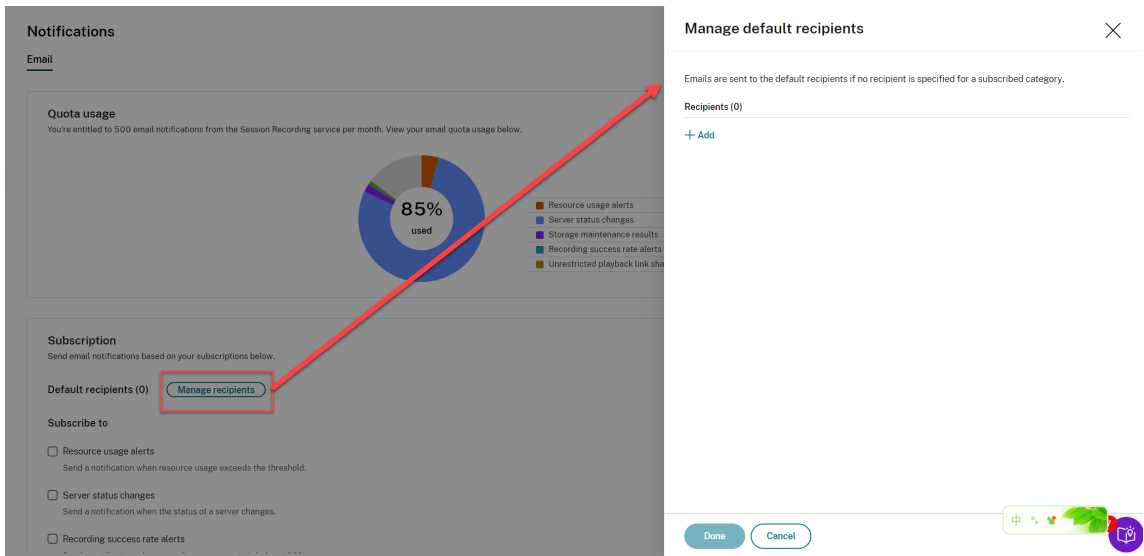 Notifications
Email
Quota usage
You're entitled to 500 email notifications from the Session Recording service per month. View your email quota usage below.
85%
used
Resource usage alerts
Server status changes
Storage maintenance results
Recording success rate alerts
Unrestricted playback link sha
Subscription
Send email notifications based on your subscriptions below.
Default recipients (0)
Manage recipients
Subscribe to
Resource usage alerts
Send a notification when resource usage exceeds the threshold.
Server status changes
Send a notification when the status of a server changes.
Recording success rate alerts
Manage default recipients
Emails are sent to the default recipients if no recipient is specified for a subscribed category.
Recipients (0)
+ Add
Done
Cancel
中